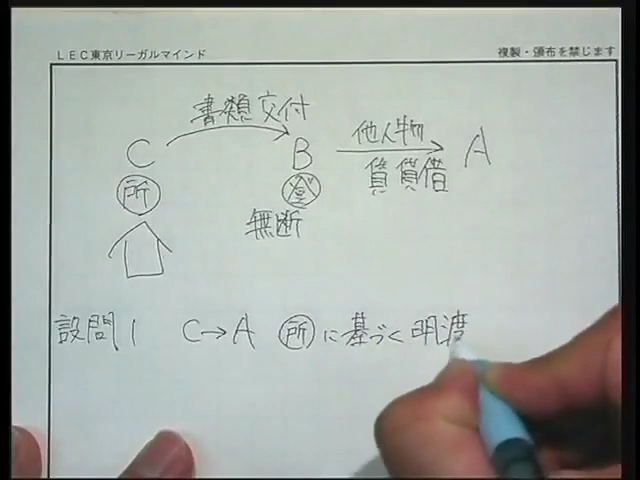 LEC東京リーガルマインド
複製・頒布を禁じます
書類交付
C B 他人物 A
所 登 賃貸借
無断
設問1 C→A 所に基づく明渡